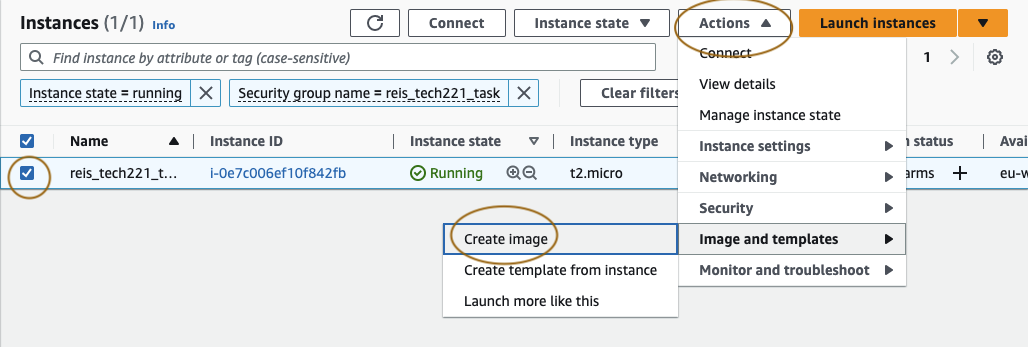 Instances (1/1) Info
Connect
Instance state
Actions
Launch instances
Find instance by attribute or tag (case-sensitive)
1
Instance state = running
Security group name = reis_tech221_task
Clear filters
Connect
View details
Manage instance state
Instance settings
Networking
Security
Image and templates
Monitor and troubleshoot
Name
Instance ID
Instance state
Instance type
status
Avai
reis_tech221_t...
i-0e7c006ef10f842fb
Running
t2.micro
arms
eu-w
Create image
Create template from instance
Launch more like this